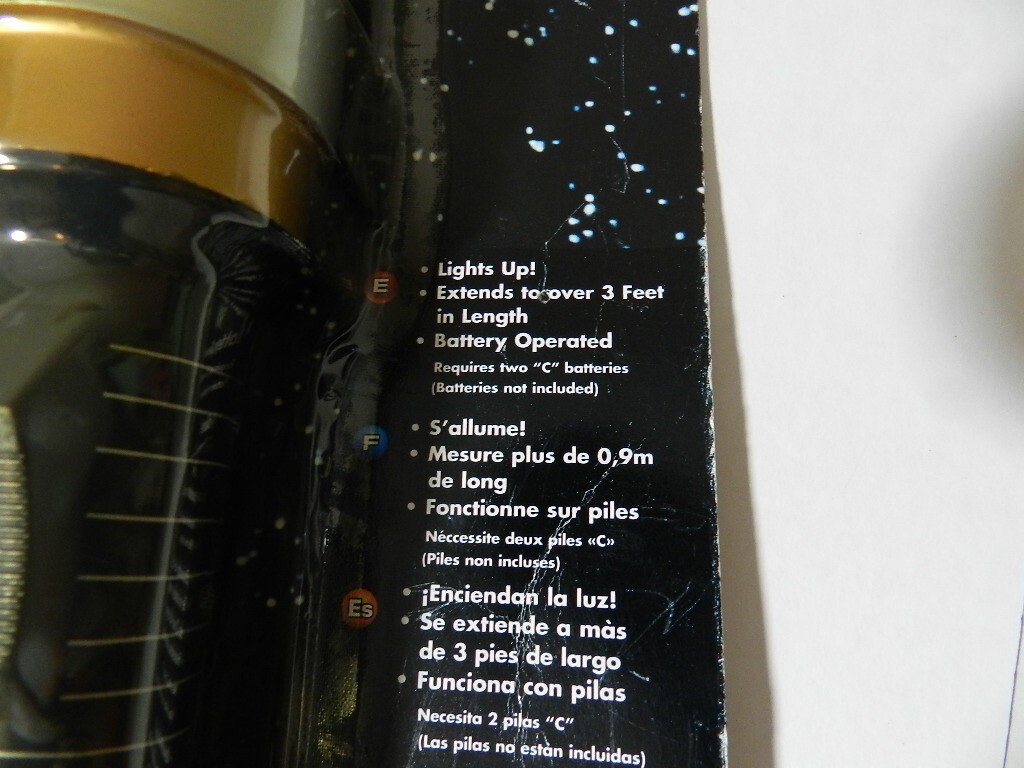 E
• Lights Up!
• Extends to over 3 Feet
in Length
• Battery Operated
Requires two "C" batteries
(Batteries not included)
F
• S'allume!
• Mesure plus de 0,9m
de long
• Fonctionne sur piles
Néccessite deux piles «C»
(Piles non incluses)
Es
• ¡Enciendan la luz!
• Se extiende a màs
de 3 pies de largo
• Funciona con pilas
Necesita 2 pilas "C"
(Las pilas no estàn incluidas)